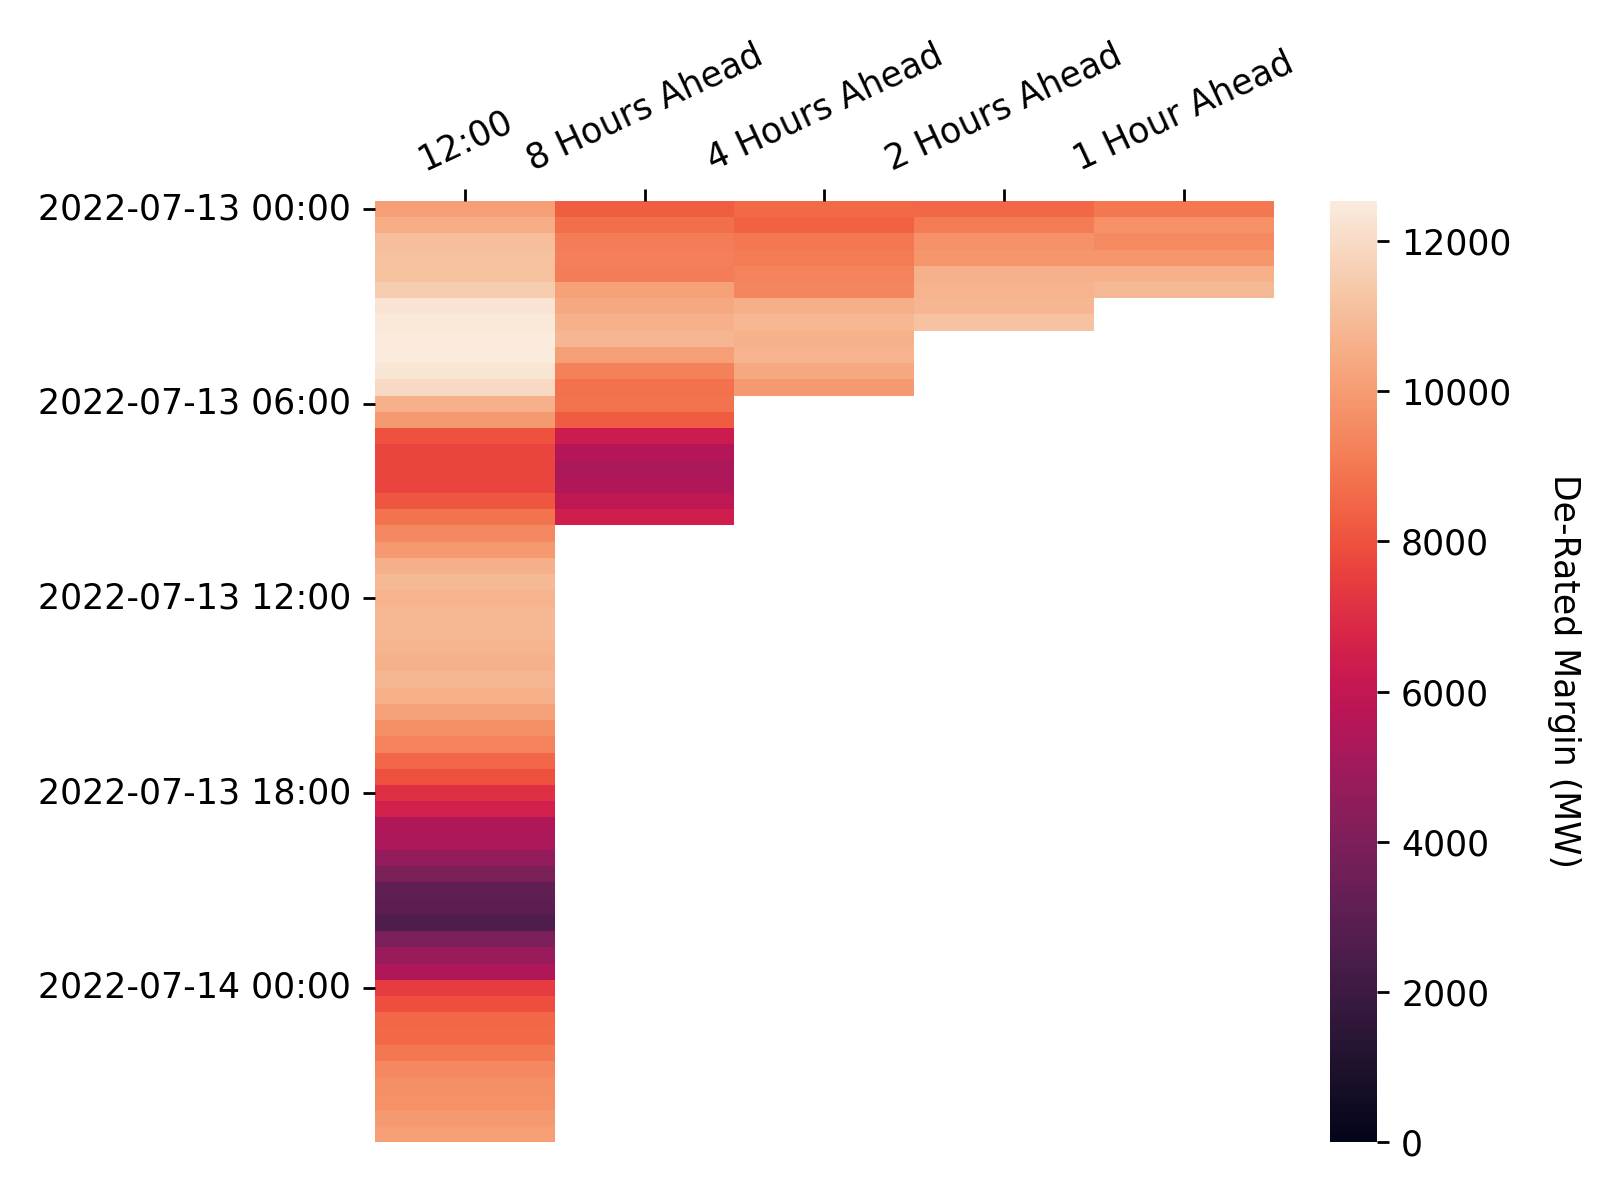 12:00
8 Hours Ahead
4 Hours Ahead
2 Hours Ahead
1 Hour Ahead
2022-07-13 00:00
2022-07-13 06:00
2022-07-13 12:00
2022-07-13 18:00
2022-07-14 00:00
12000
10000
8000
6000
4000
2000
0
De-Rated Margin (MW)